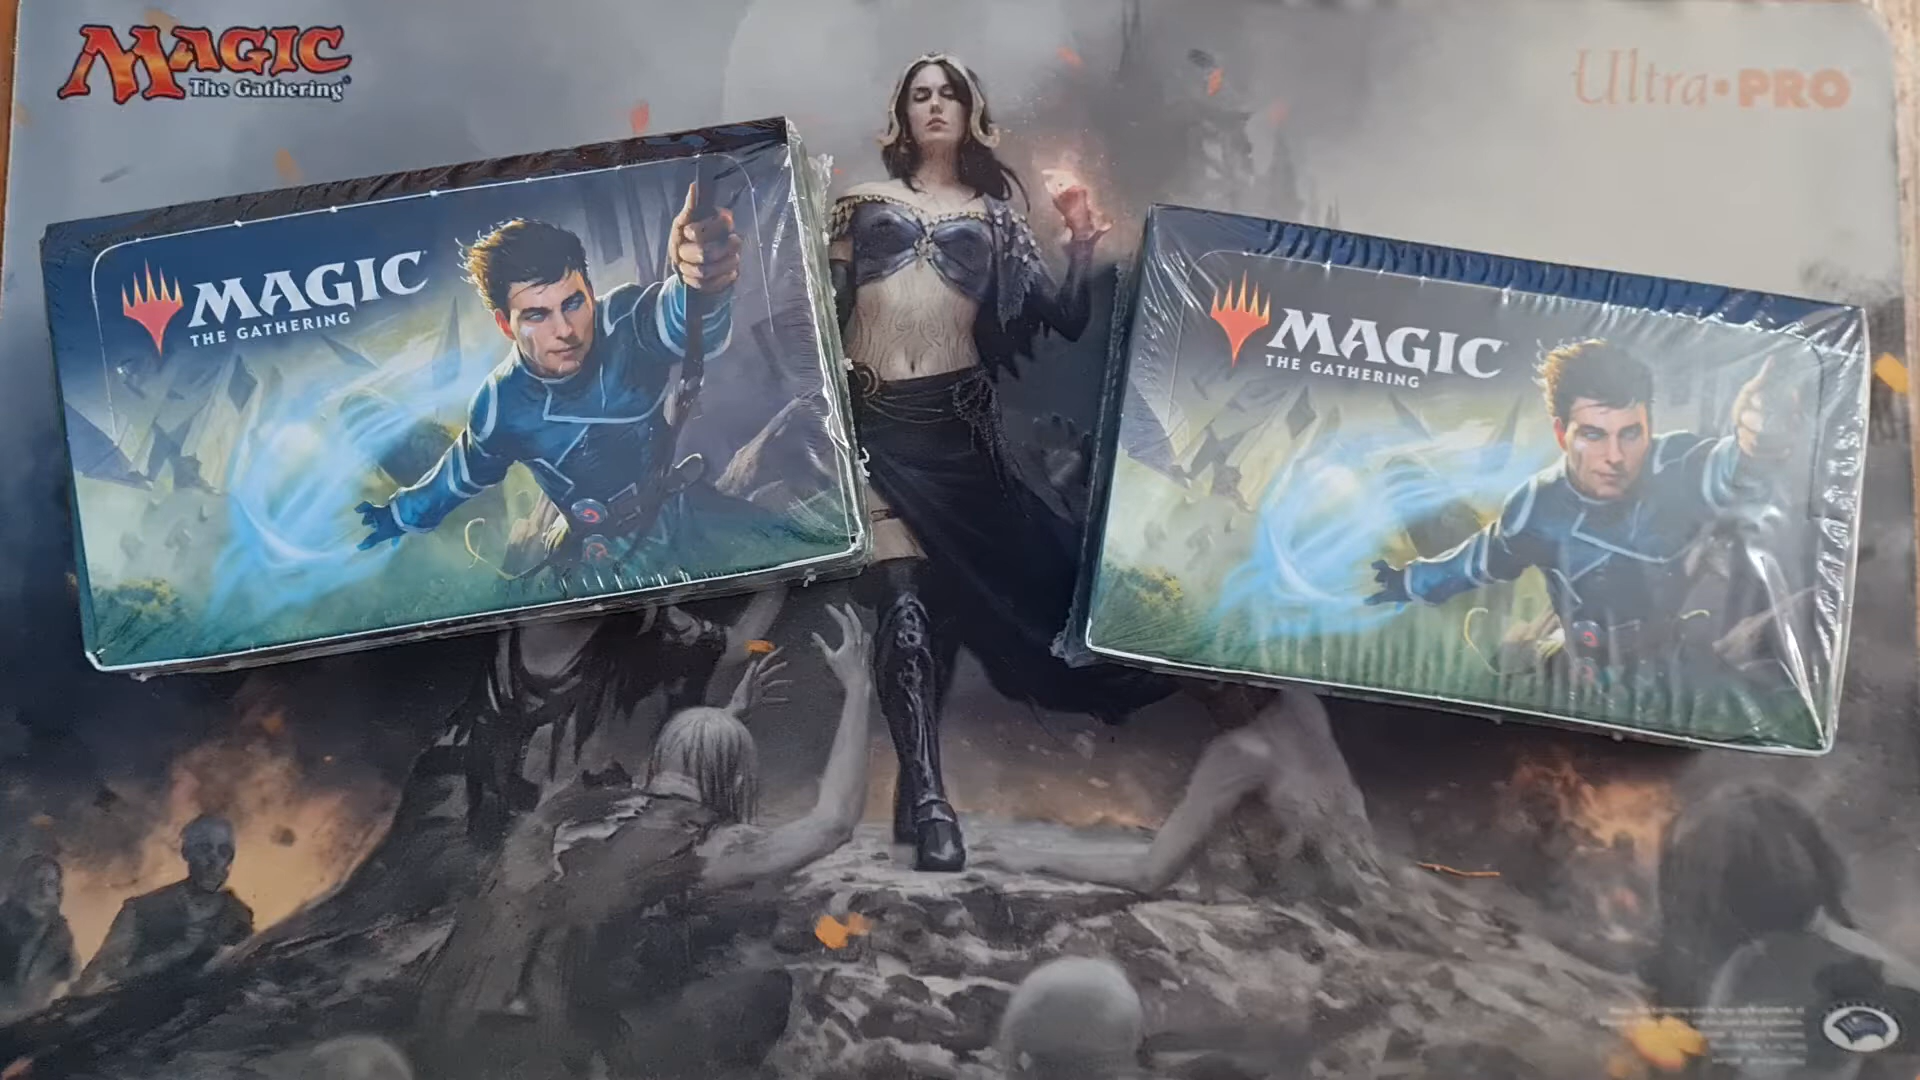 MAGIC
The Gathering®
Ultra•PRO
MAGIC
THE GATHERING
MAGIC
THE GATHERING